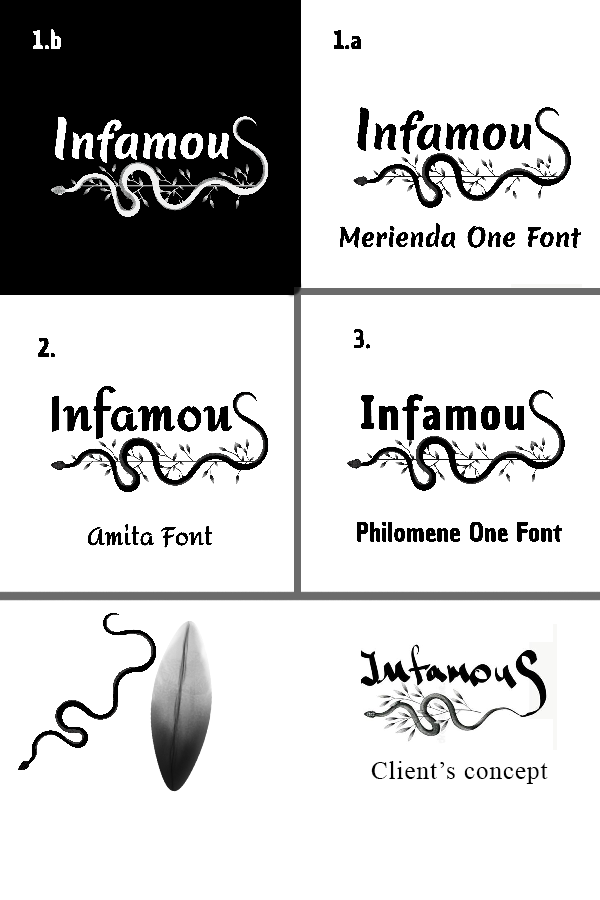 1.b
Infamous
1.a
Infamous
Merienda One Font
2.
Infamous
Amita Font
3.
Infamous
Philomene One Font
Infamous
Client's concept